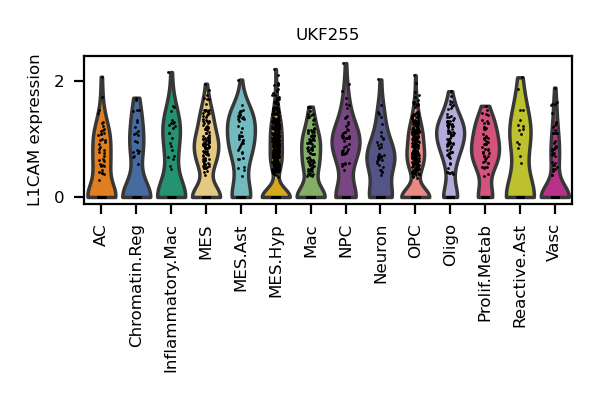 UKF255
L1CAM expression
2
0
AC
Chromatin.Reg
Inflammatory.Mac
MES
MES.Ast
MES.Hyp
Mac
NPC
Neuron
OPC
Oligo
Prolif.Metab
Reactive.Ast
Vasc